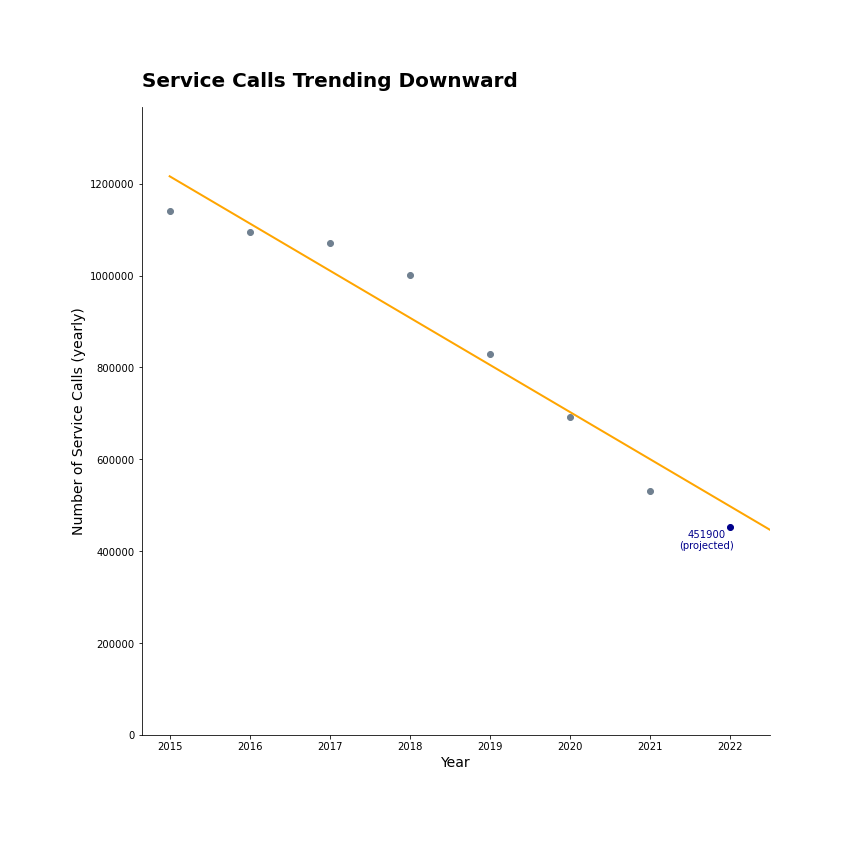 Service Calls Trending Downward
Number of Service Calls (yearly)
1200000
1000000
800000
600000
400000
200000
0
451900
(projected)
2015 2016 2017 2018 2019 2020 2021 2022
Year